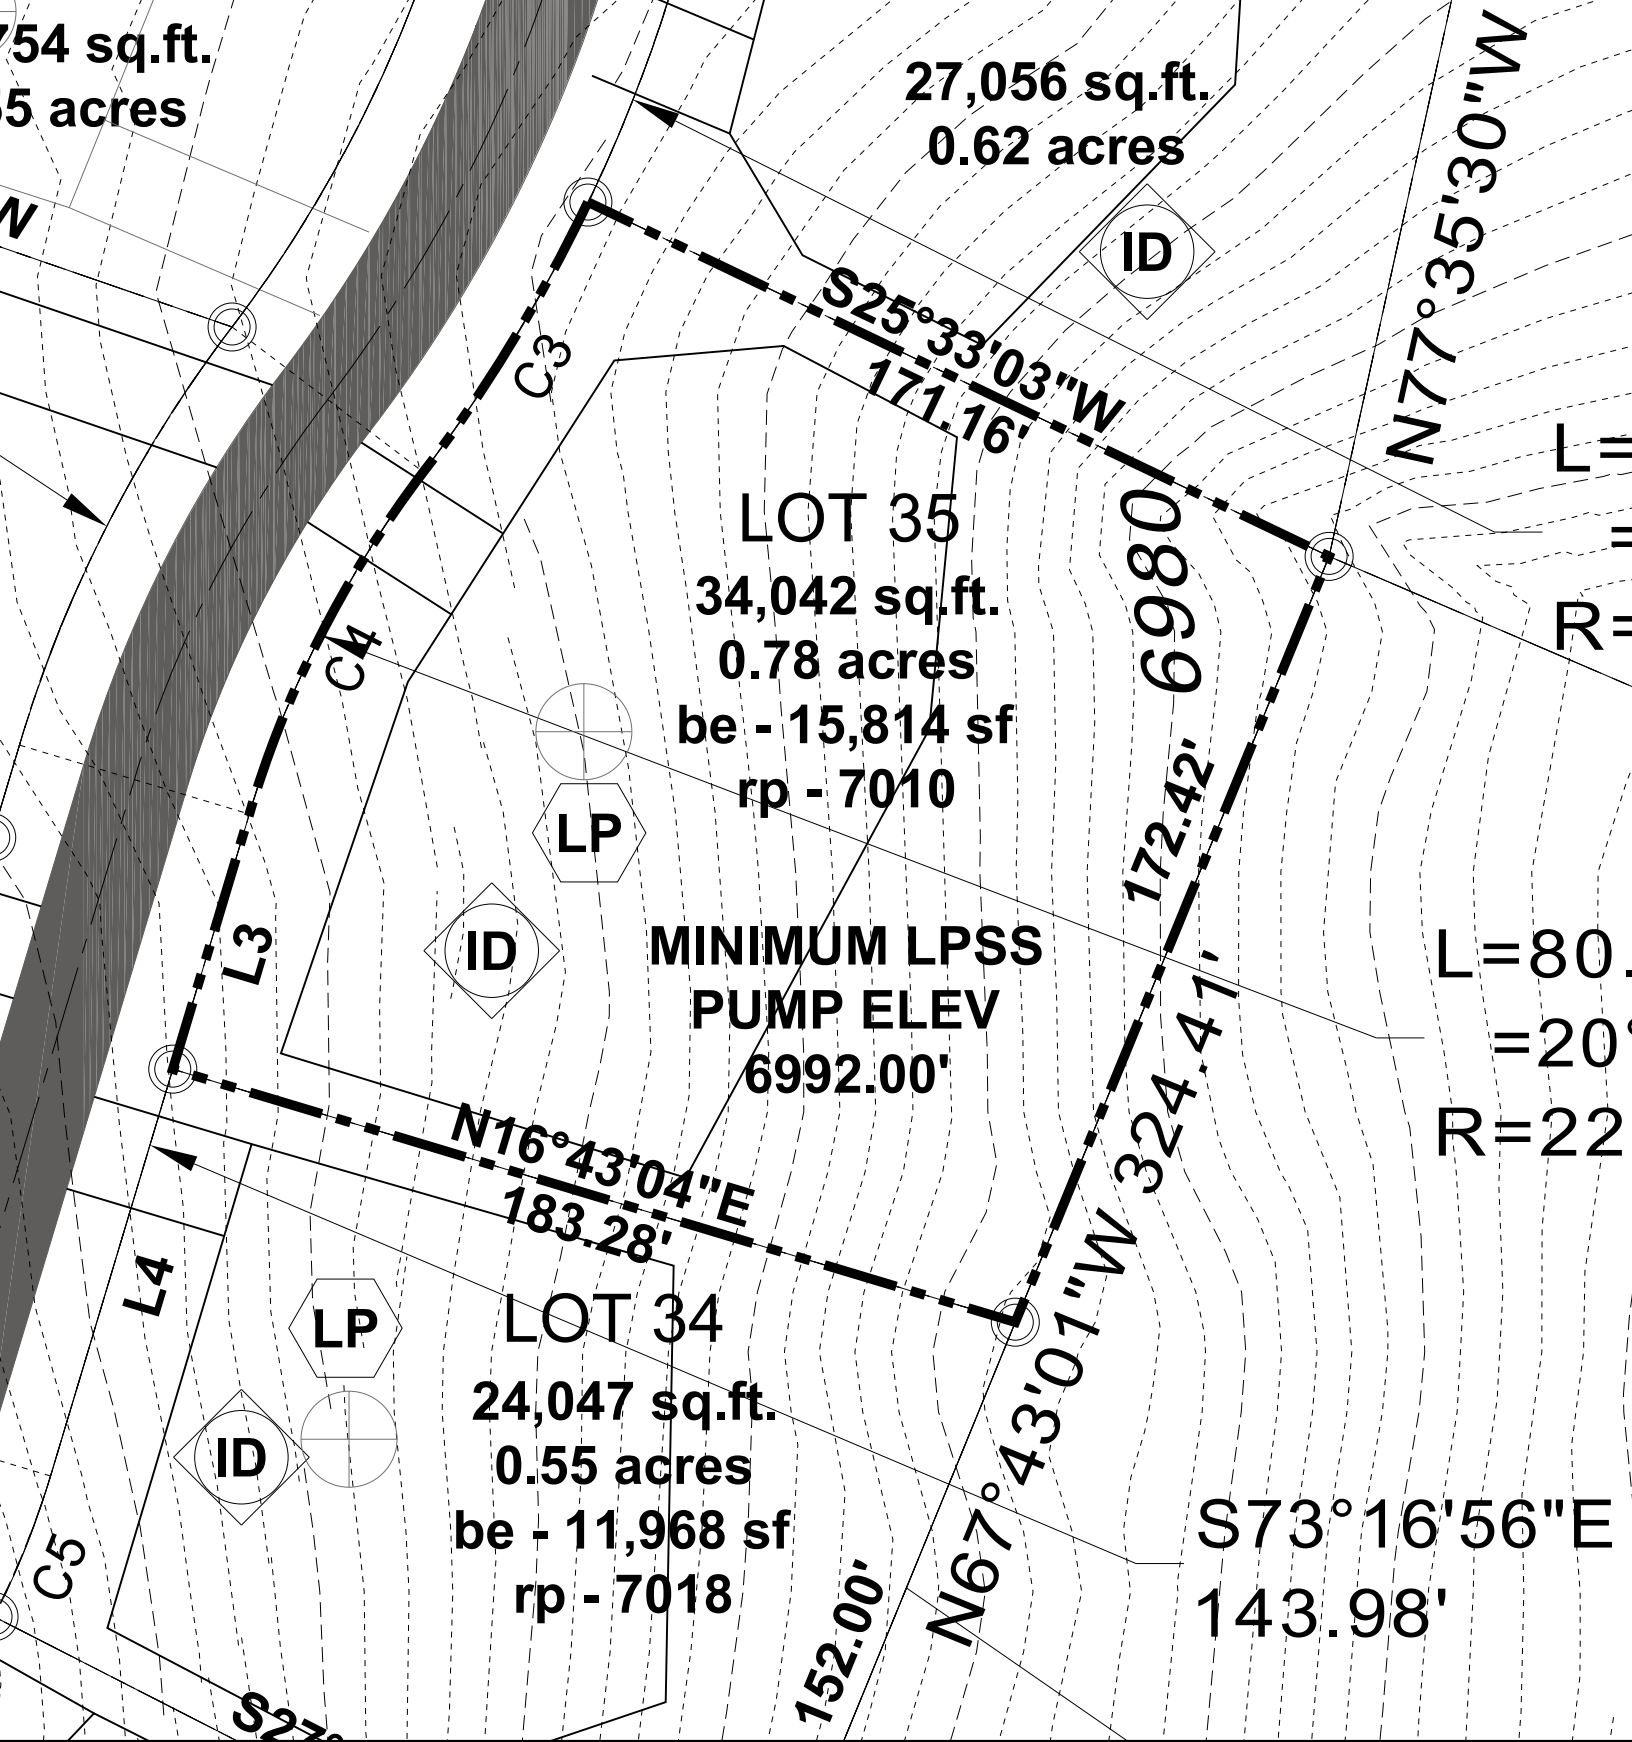 754 sq.ft.
acres
27,056 sq.ft.
0.62 acres
ID
N77°35'30"W
S25°33'03"W
171.16'
C3
LOT 35
34,042 sq.ft.
0.78 acres
be - 15,814 sf
rp - 7010
6980
C4
LP
ID
MINIMUM LPSS
PUMP ELEV
6992.00'
172.42'
L3
L=
=
R=
L=80.
=20°
R=22
N16°43'04"E
183.28'
L4
LP
LOT 34
24,047 sq.ft.
0.55 acres
be - 11,968 sf
rp - 7018
ID
C5
N67°43'01"W 324.41'
152.00'
S73°16'56"E
143.98'
S27°